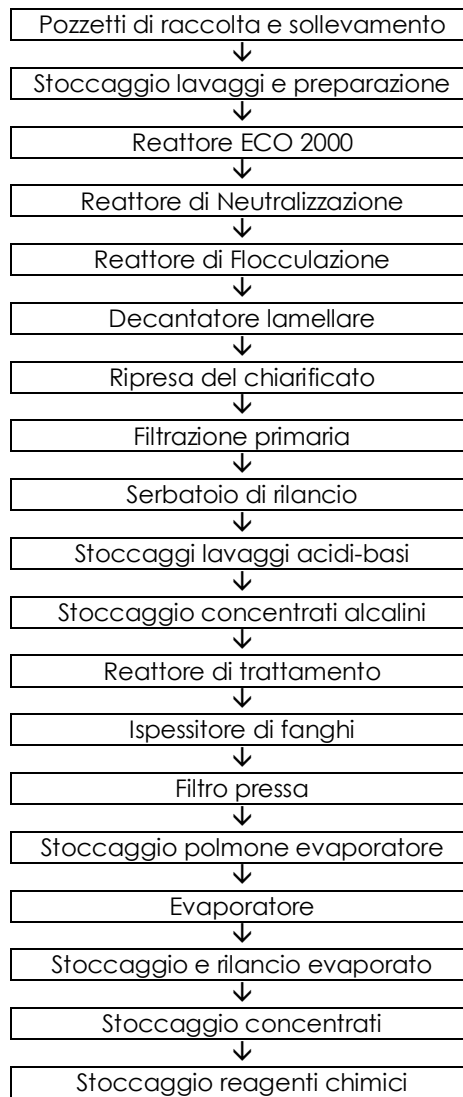 Pozzetti di raccolta e sollevamento
↓
Stoccaggio lavaggi e preparazione
↓
Reattore ECO 2000
↓
Reattore di Neutralizzazione
↓
Reattore di Flocculazione
↓
Decantatore lamellare
↓
Ripresa del chiarificato
↓
Filtrazione primaria
↓
Serbatoio di rilancio
↓
Stoccaggi lavaggi acidi-basi
↓
Stoccaggio concentrati alcalini
↓
Reattore di trattamento
↓
Ispessitore di fanghi
↓
Filtro pressa
↓
Stoccaggio polmone evaporatore
↓
Evaporatore
↓
Stoccaggio e rilancio evaporato
↓
Stoccaggio concentrati
↓
Stoccaggio reagenti chimici